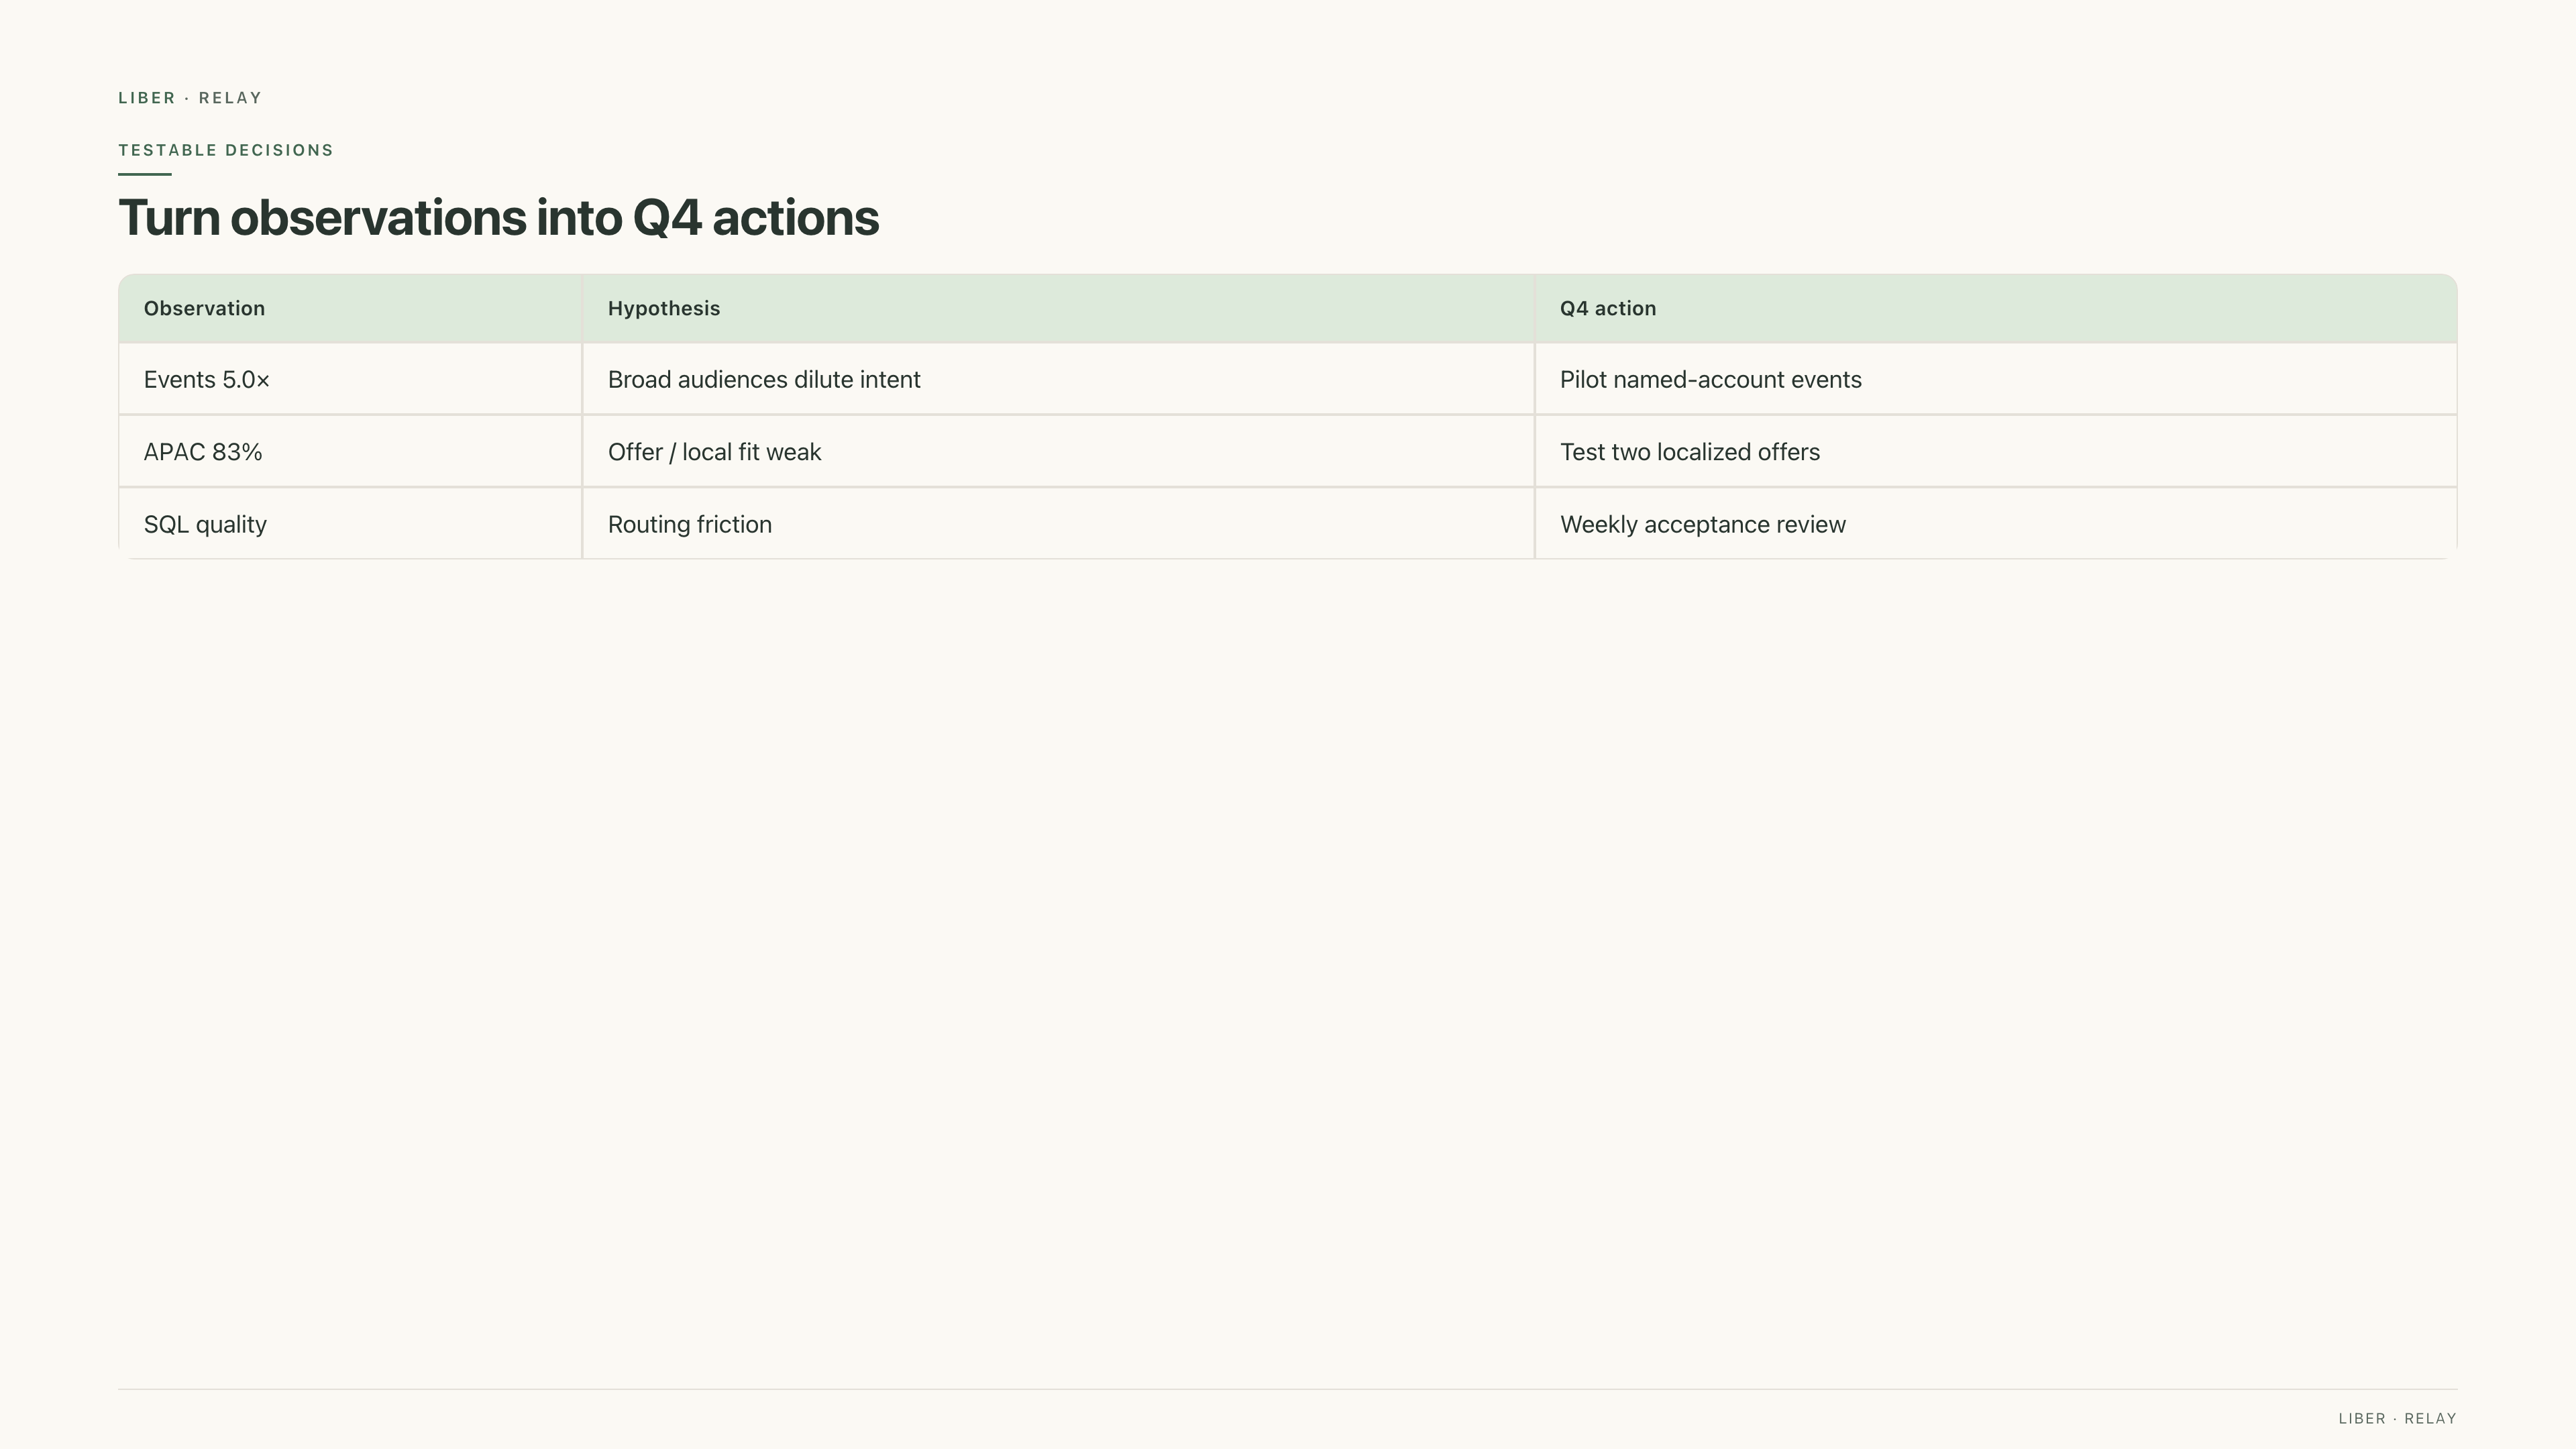 LIBER · RELAY
TESTABLE DECISIONS
Turn observations into Q4 actions
Observation Hypothesis Q4 action
Events 5.0× Broad audiences dilute intent Pilot named-account events
APAC 83% Offer / local fit weak Test two localized offers
SQL quality Routing friction Weekly acceptance review
LIBER · RELAY